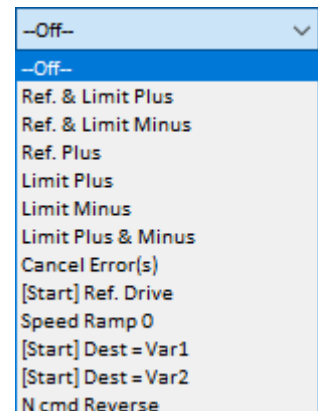 --Off--
--Off--
Ref. & Limit Plus
Ref. & Limit Minus
Ref. Plus
Limit Plus
Limit Minus
Limit Plus & Minus
Cancel Error(s)
[Start] Ref. Drive
Speed Ramp 0
[Start] Dest = Var1
[Start] Dest = Var2
N cmd Reverse